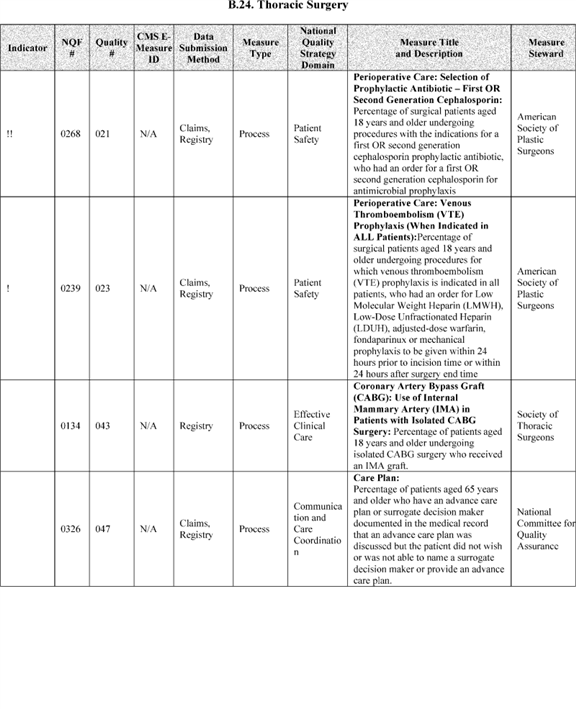 B.24. Thoracic Surgery
Indicator
NQF
#
Quality
#
CMS E-
Measure
ID
Data
Submission
Method
Measure
Type
National
Quality
Strategy
Domain
Measure Title
and Description
Measure
Steward
!!
0268
021
N/A
Claims,
Registry
Process
Patient
Safety
Perioperative Care: Selection of
Prophylactic Antibiotic – First OR
Second Generation Cephalosporin:
Percentage of surgical patients aged
18 years and older undergoing
procedures with the indications for a
first OR second generation
cephalosporin prophylactic antibiotic,
who had an order for a first OR
second generation cephalosporin for
antimicrobial prophylaxis
American
Society of
Plastic
Surgeons
!
0239
023
N/A
Claims,
Registry
Process
Patient
Safety
Perioperative Care: Venous
Thromboembolism (VTE)
Prophylaxis (When Indicated in
ALL Patients):Percentage of
surgical patients aged 18 years and
older undergoing procedures for
which venous thromboembolism
(VTE) prophylaxis is indicated in all
patients, who had an order for Low
Molecular Weight Heparin (LMWH),
Low-Dose Unfractionated Heparin
(LDUH), adjusted-dose warfarin,
fondaparinux or mechanical
prophylaxis to be given within 24
hours prior to incision time or within
24 hours after surgery end time
American
Society of
Plastic
Surgeons
0134
043
N/A
Registry
Process
Effective
Clinical
Care
Coronary Artery Bypass Graft
(CABG): Use of Internal
Mammary Artery (IMA) in
Patients with Isolated CABG
Surgery: Percentage of patients aged
18 years and older undergoing
isolated CABG surgery who received
an IMA graft.
Society of
Thoracic
Surgeons
0326
047
N/A
Claims,
Registry
Process
Communica
tion and
Care
Coordinatio
n
Care Plan:
Percentage of patients aged 65 years
and older who have an advance care
plan or surrogate decision maker
documented in the medical record
that an advance care plan was
discussed but the patient did not wish
or was not able to name a surrogate
decision maker or provide an advance
care plan.
National
Committee for
Quality
Assurance